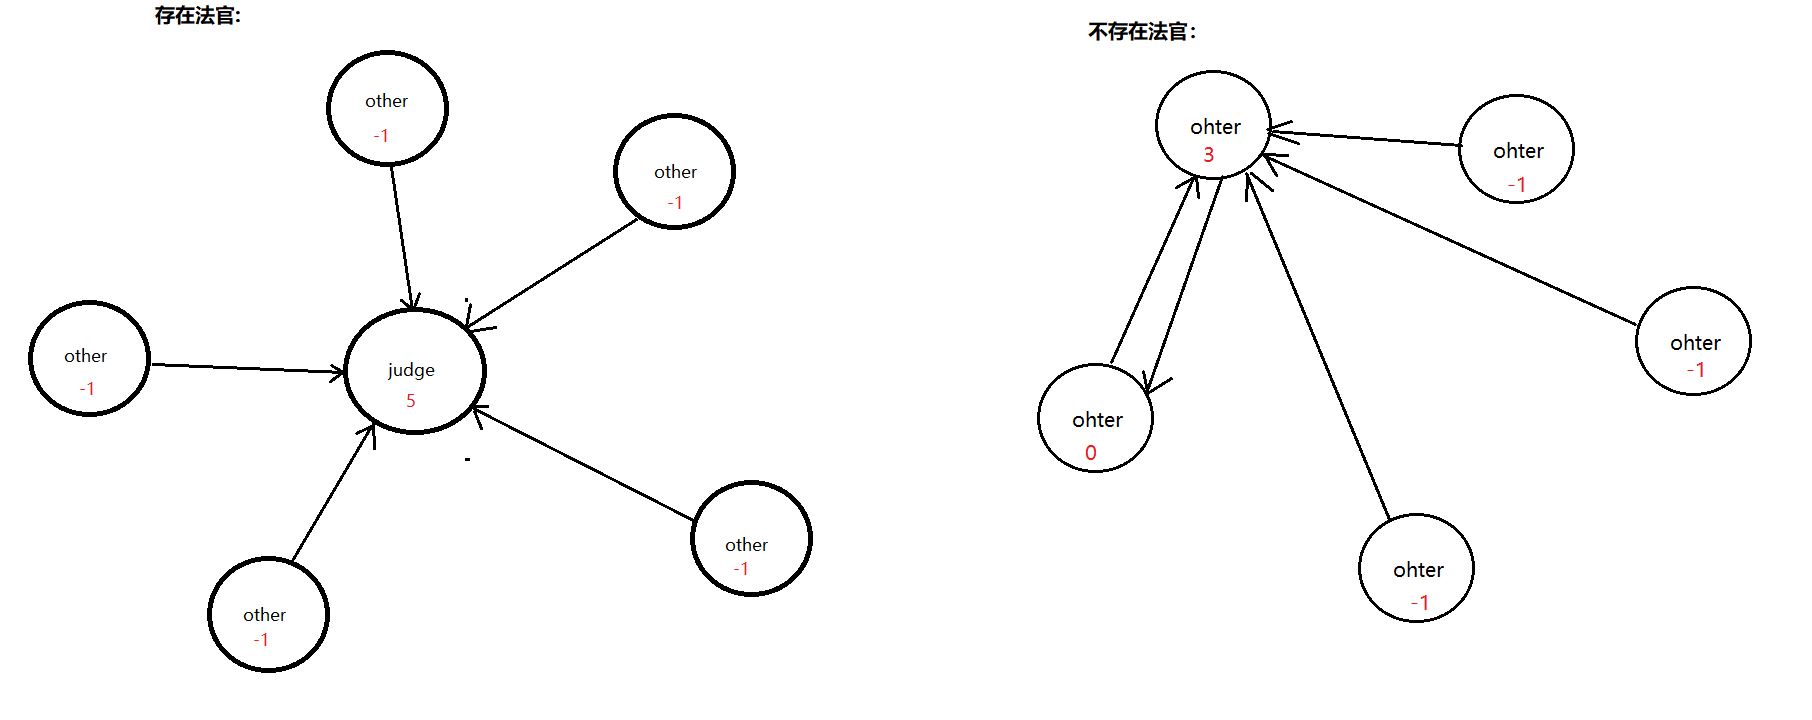 存在法官:
other
-1
other
-1
other
-1
judge
5
other
-1
other
-1
不存在法官:
ohter
3
ohter
-1
ohter
-1
ohter
0
ohter
-1